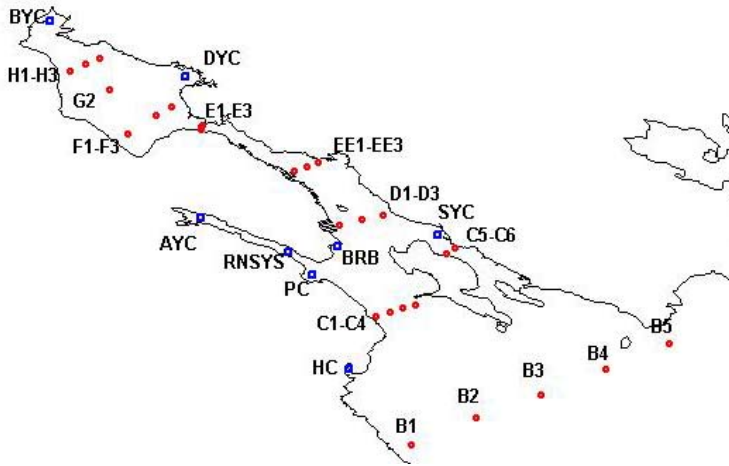 BYC
DYC
H1-H3
G2
E1-E3
F1-F3
EE1-EE3
D1-D3
SYC
AYC
C5-C6
RNSYS
BRB
PC
C1-C4
B5
HC
B4
B3
B2
B1